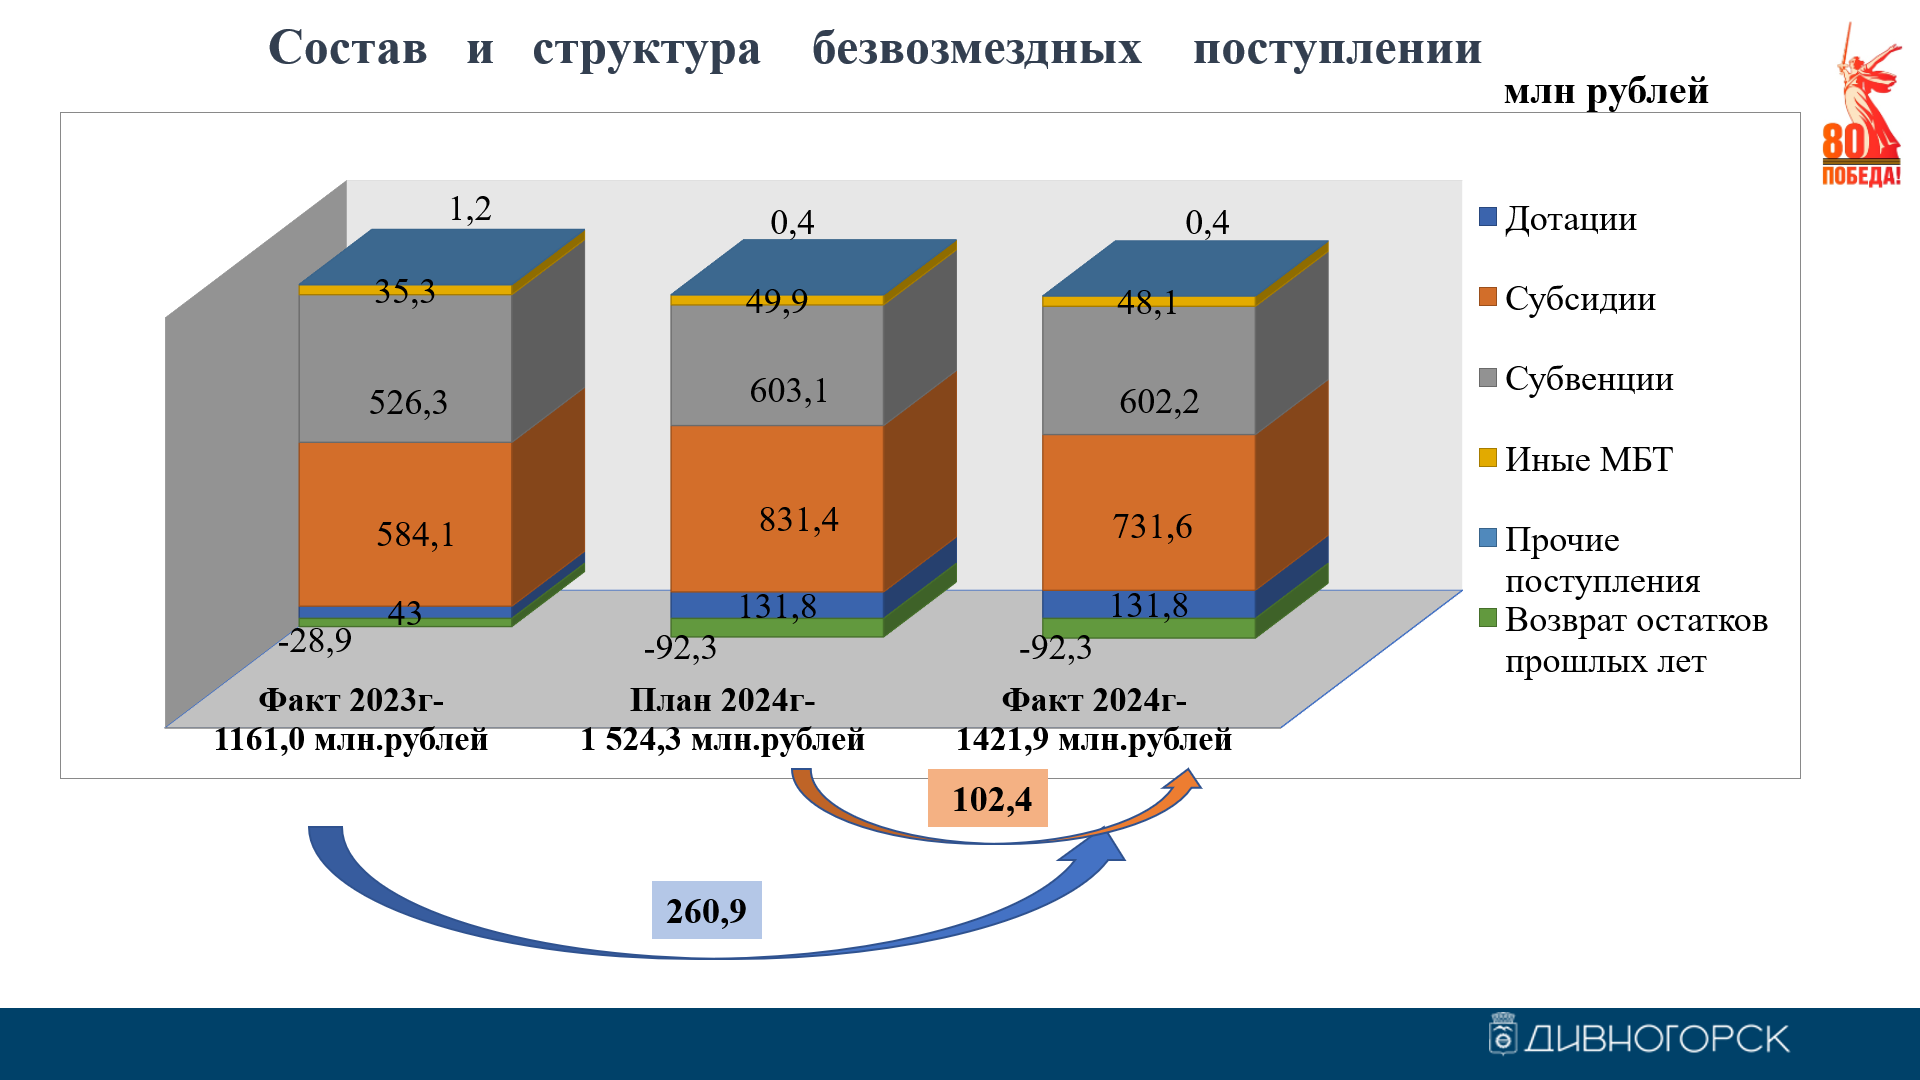 Состав и структура безвозмездных поступлении
млн рублей
80
ПОБЕДА!
1,2
0,4
0,4
35,3
49,9
48,1
526,3
603,1
602,2
584,1
831,4
731,6
43
131,8
131,8
-28,9
-92,3
-92,3
Факт 2023г-
1161,0 млн.рублей
План 2024г-
1 524,3 млн.рублей
Факт 2024г-
1421,9 млн.рублей
Дотации
Субсидии
Субвенции
Иные МБТ
Прочие
поступления
Возврат остатков
прошлых лет
102,4
260,9
ДИВНОГОРСК